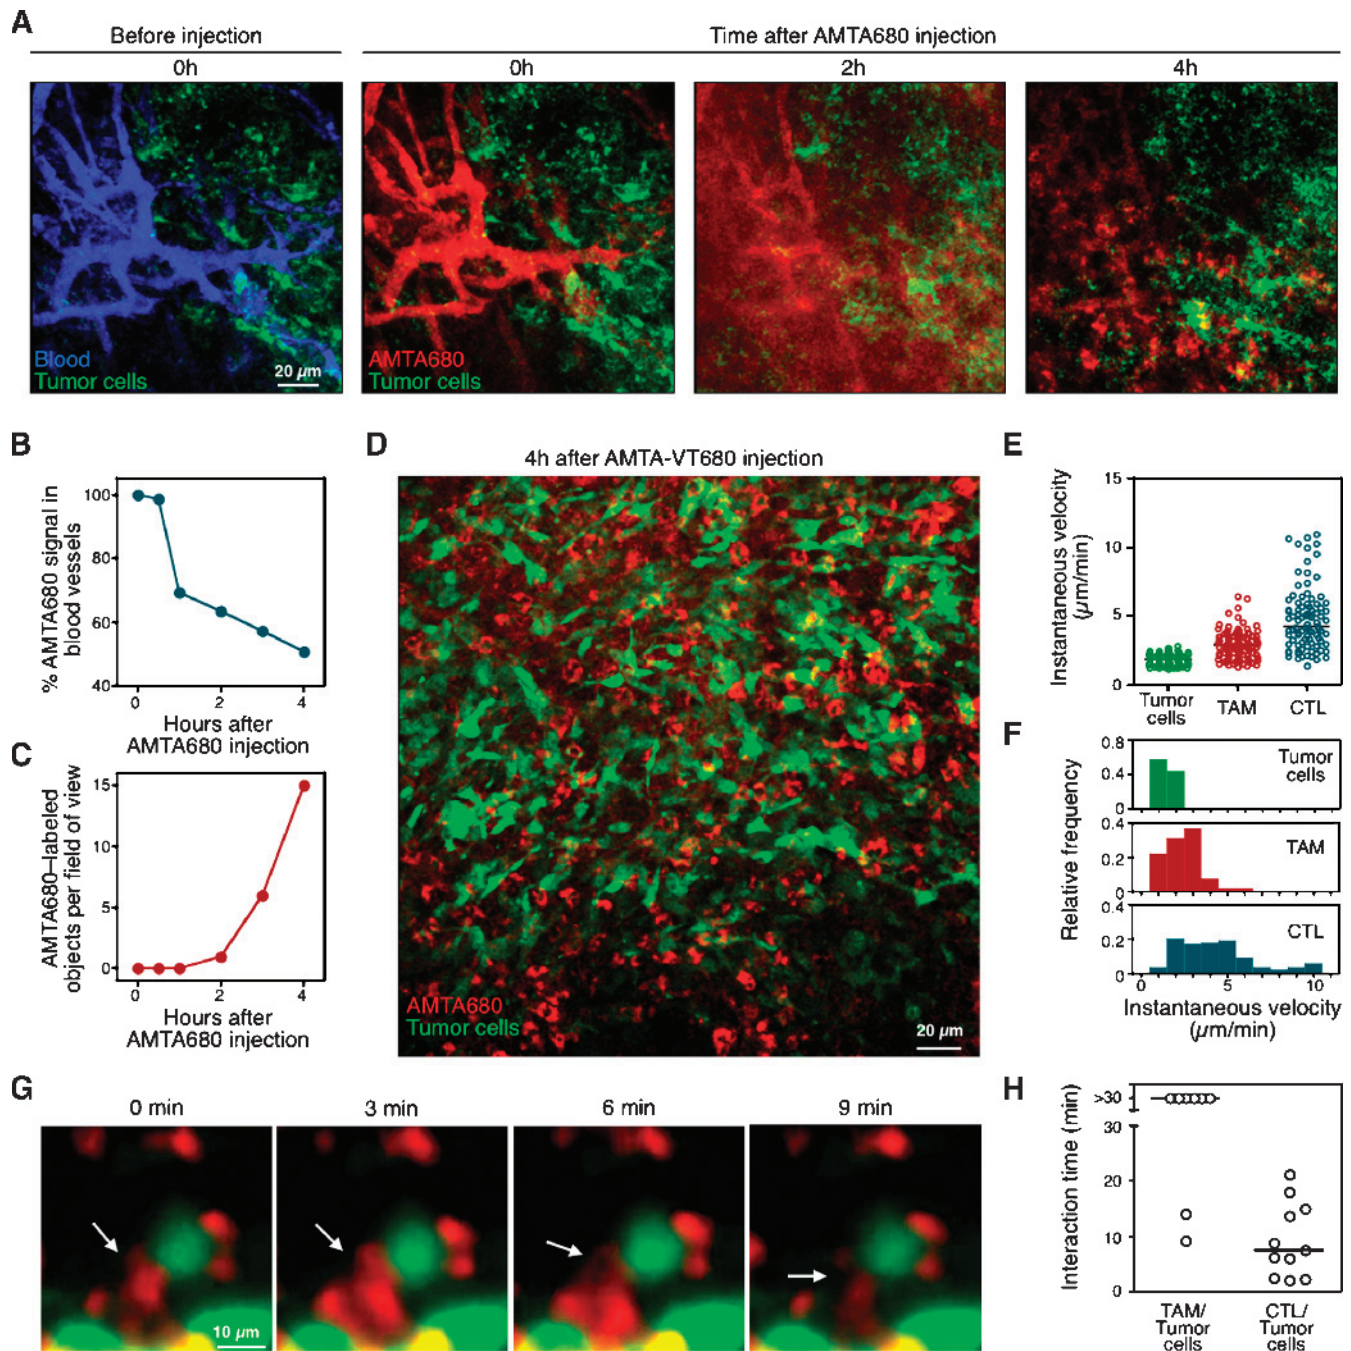 A
Before injection
Time after AMTA680 injection
0h
0h
2h
4h
Blood
Tumor cells
20 µm
AMTA680
Tumor cells
B
% AMTA680 signal in
blood vessels
100
80
60
40
0
2
4
Hours after
AMTA680 injection
C
AMTA680–labeled
objects per field of view
15
10
5
0
0
2
4
Hours after
AMTA680 injection
D
4h after AMTA-VT680 injection
AMTA680
Tumor cells
20 µm
E
Instantaneous velocity
(µm/min)
15
10
5
0
Tumor
cells
TAM
CTL
F
Relative frequency
0.8
0.4
0
Tumor
cells
0.4
0.2
0
TAM
0.4
0.2
0
CTL
0
5
10
Instantaneous velocity
(µm/min)
G
0 min
3 min
6 min
9 min
10 µm
H
Interaction time (min)
>30
30
20
10
0
TAM/
Tumor
cells
CTL/
Tumor
cells